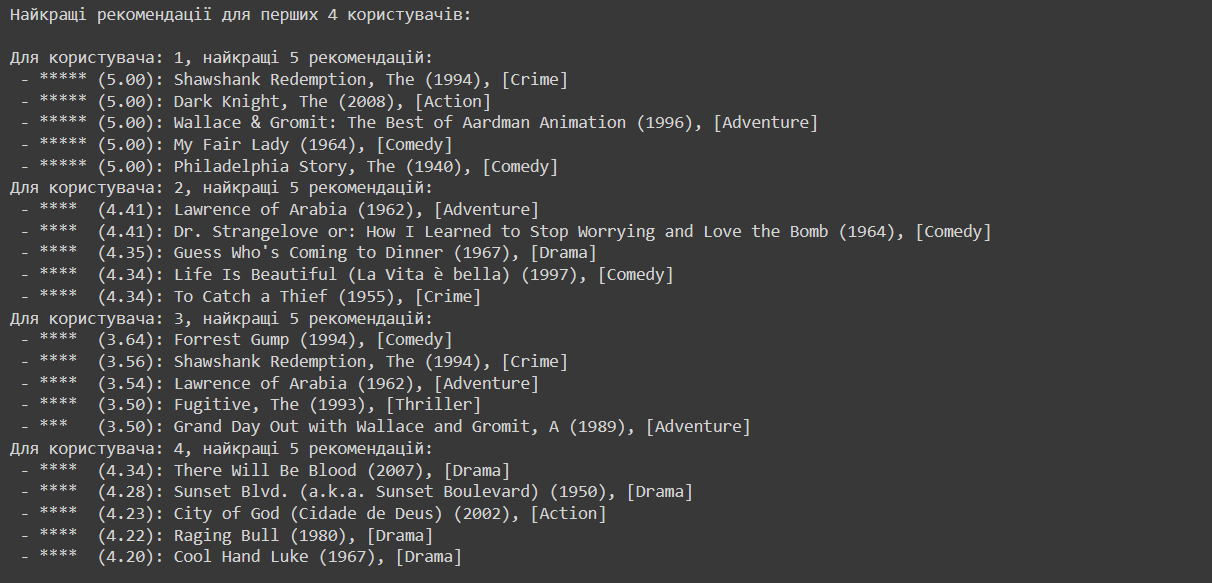 Найкращі рекомендації для перших 4 користувачів:
Для користувача: 1, найкращі 5 рекомендацій:
- ***** (5.00): Shawshank Redemption, The (1994), [Crime]
- ***** (5.00): Dark Knight, The (2008), [Action]
- ***** (5.00): Wallace & Gromit: The Best of Aardman Animation (1996), [Adventure]
- ***** (5.00): My Fair Lady (1964), [Comedy]
- ***** (5.00): Philadelphia Story, The (1940), [Comedy]
Для користувача: 2, найкращі 5 рекомендацій:
- **** (4.41): Lawrence of Arabia (1962), [Adventure]
- **** (4.41): Dr. Strangelove or: How I Learned to Stop Worrying and Love the Bomb (1964), [Comedy]
- **** (4.35): Guess Who's Coming to Dinner (1967), [Drama]
- **** (4.34): Life Is Beautiful (La Vita è bella) (1997), [Comedy]
- **** (4.34): To Catch a Thief (1955), [Crime]
Для користувача: 3, найкращі 5 рекомендацій:
- **** (3.64): Forrest Gump (1994), [Comedy]
- **** (3.56): Shawshank Redemption, The (1994), [Crime]
- **** (3.54): Lawrence of Arabia (1962), [Adventure]
- **** (3.50): Fugitive, The (1993), [Thriller]
- *** (3.50): Grand Day Out with Wallace and Gromit, A (1989), [Adventure]
Для користувача: 4, найкращі 5 рекомендацій:
- **** (4.34): There Will Be Blood (2007), [Drama]
- **** (4.28): Sunset Blvd. (a.k.a. Sunset Boulevard) (1950), [Drama]
- **** (4.23): City of God (Cidade de Deus) (2002), [Action]
- **** (4.22): Raging Bull (1980), [Drama]
- **** (4.20): Cool Hand Luke (1967), [Drama]